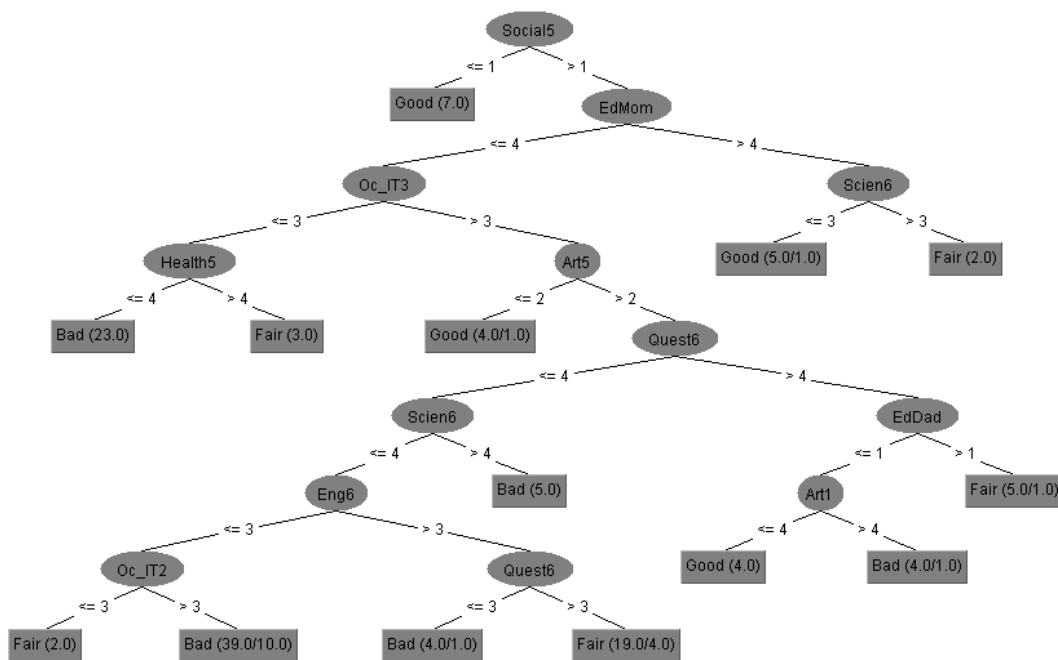 Social5
<= 1 > 1
Good (7.0) EdMom
<= 4 > 4
Oc_IT3 Scien6
<= 3 > 3 <= 3 > 3
Health5 Art5 Good (5.0/1.0) Fair (2.0)
<= 4 > 4 <= 2 > 2
Bad (23.0) Fair (3.0) Good (4.0/1.0) Quest6
<= 4 > 4
Scien6 EdDad
<= 4 > 4 <= 1 > 1
Eng6 Bad (5.0) Art1 Fair (5.0/1.0)
<= 3 > 3 <= 4 > 4
Oc_IT2 Quest6 Good (4.0) Bad (4.0/1.0)
<= 3 > 3 <= 3 > 3
Fair (2.0) Bad (39.0/10.0) Bad (4.0/1.0) Fair (19.0/4.0)